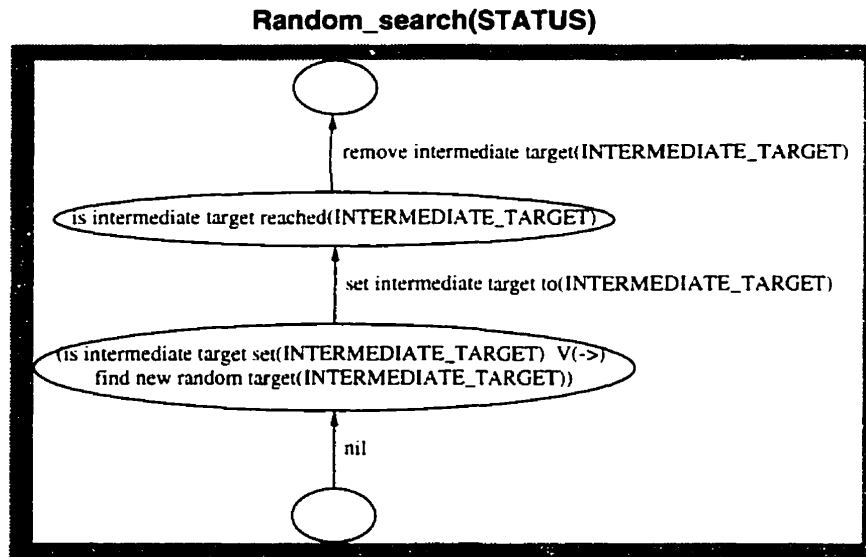 Random_search(STATUS)
remove intermediate target(INTERMEDIATE_TARGET)
is intermediate target reached(INTERMEDIATE_TARGET)
set intermediate target to(INTERMEDIATE_TARGET)
(is intermediate target set(INTERMEDIATE_TARGET) V(->)
find new random target(INTERMEDIATE_TARGET))
nil